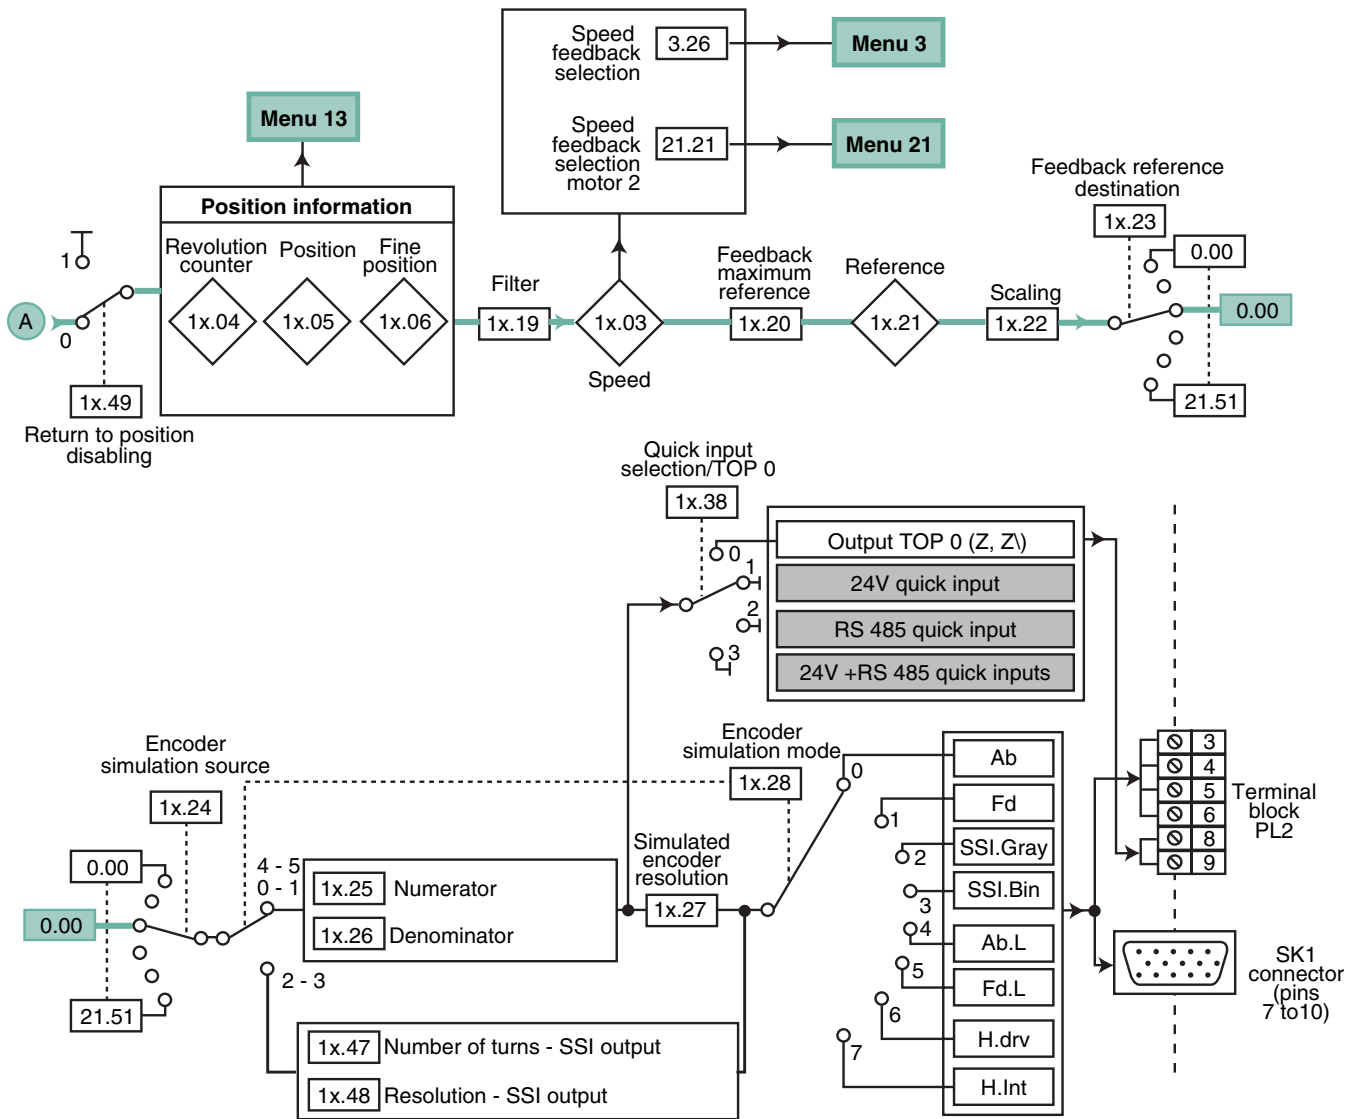 Speed
feedback
selection
3.26
Menu 3
Menu 13
Speed
feedback
selection
motor 2
21.21
Menu 21
Feedback reference
destination
1x.23
0.00
Position information
Revolution
counter
Position
Fine
position
1x.04
1x.05
1x.06
1
A
0
1x.49
Return to position
disabling
Filter
1x.19
1x.03
Speed
Feedback
maximum
reference
1x.20
Reference
1x.21
Scaling
1x.22
0.00
21.51
Quick input
selection/TOP 0
1x.38
0
1
2
3
Output TOP 0 (Z, Z\)
24V quick input
RS 485 quick input
24V +RS 485 quick inputs
Encoder
simulation source
1x.24
0.00
0.00
21.51
4 - 5
0 - 1
2 - 3
1x.25
Numerator
1x.26
Denominator
1x.47
Number of turns - SSI output
1x.48
Resolution - SSI output
Simulated
encoder
resolution
1x.27
Encoder
simulation mode
1x.28
0
1
2
3
4
5
6
7
Ab
Fd
SSI.Gray
SSI.Bin
Ab.L
Fd.L
H.drv
H.Int
3
4
5
6
8
9
Terminal
block
PL2
SK1
connector
(pins
7 to10)